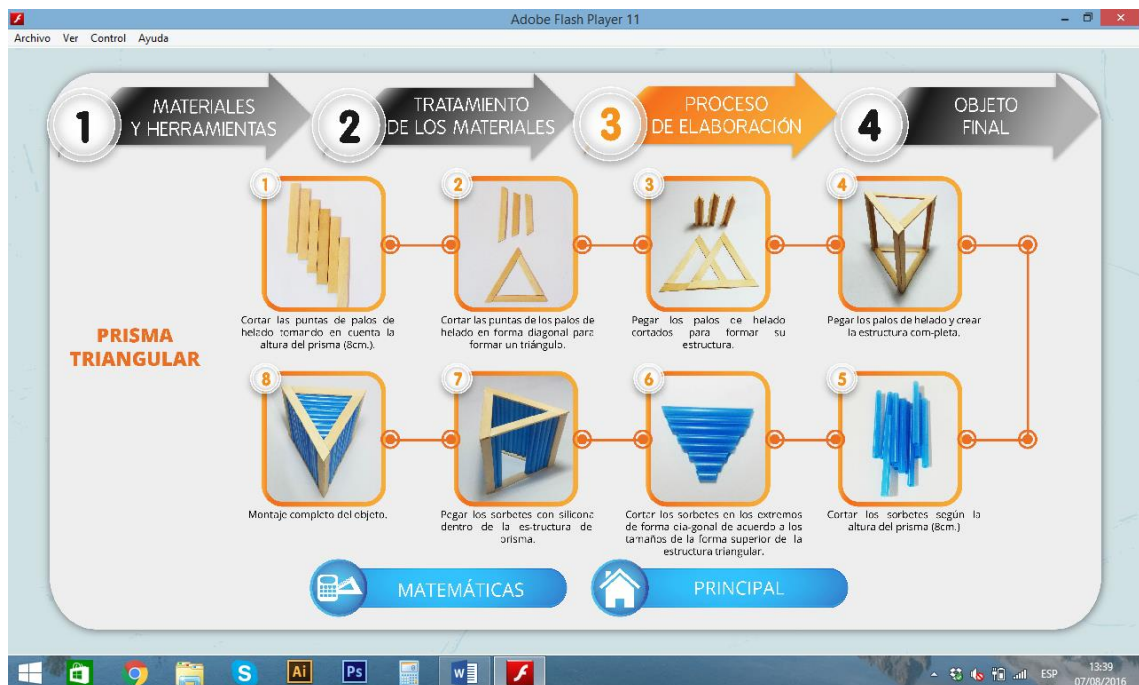 Adobe Flash Player 11
Archivo Ver Control Ayuda
1
MATERIALES
Y HERRAMIENTAS
2
TRATAMIENTO
DE LOS MATERIALES
3
PROCESO
DE ELABORACIÓN
4
OBJETO
FINAL
PRISMA
TRIANGULAR
1
Cortar las puntas de palos de
helado tomando en cuenta la
altura del prisma (8cm.).
2
Cortar las puntas de los palos de
helado en forma diagonal para
formar un triángulo.
3
Pegar los palos de helado
cortados para formar su
estructura.
4
Pegar los palos de helado y crear
la estructura com-pleta.
8
Montaje completo del objeto.
7
Pegar los sorbetes con silicona
dentro de la es-tructura de
prisma.
6
Cortar los sorbetes en los extremos
de forma dia-gonal de acuerdo a los
tamaños de la forma superior de la
estructura triangular.
5
Cortar los sorbetes según la
altura del prisma (8cm.)
MATEMÁTICAS
PRINCIPAL
S
Ai
Ps
W
ESP
13:39
07/08/2016